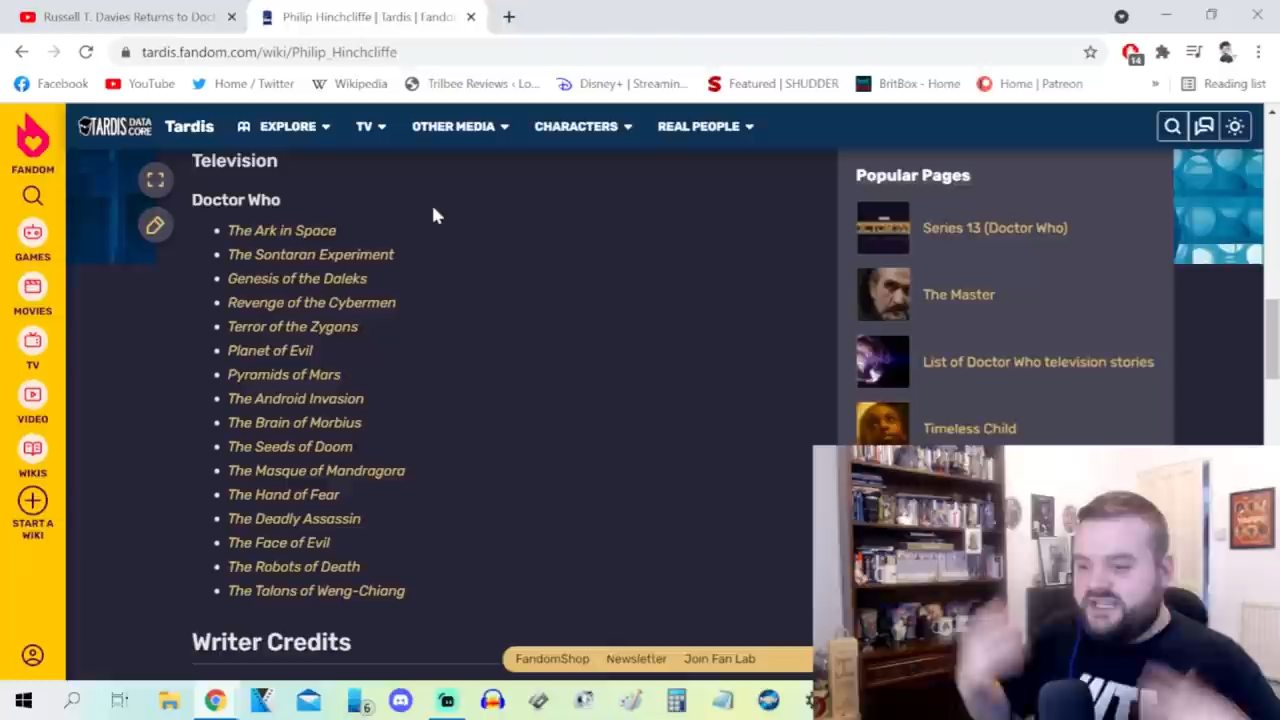 Russell T. Davies Returns to Doct
Philip Hinchcliffe | Tardis | Fando
tardis.fandom.com/wiki/Philip_Hinchcliffe
14
Facebook
YouTube
Home / Twitter
Wikipedia
Trilbee Reviews ‹ Lo...
Disney+ | Streamin...
Featured | SHUDDER
BritBox - Home
Home | Patreon
»
Reading list
FANDOM
GAMES
MOVIES
TV
VIDEO
WIKIS
START A
WIKI
TARDIS DATA
CORE
Tardis
EXPLORE
TV
OTHER MEDIA
CHARACTERS
REAL PEOPLE
Television
Doctor Who
The Ark in Space
The Sontaran Experiment
Genesis of the Daleks
Revenge of the Cybermen
Terror of the Zygons
Planet of Evil
Pyramids of Mars
The Android Invasion
The Brain of Morbius
The Seeds of Doom
The Masque of Mandragora
The Hand of Fear
The Deadly Assassin
The Face of Evil
The Robots of Death
The Talons of Weng-Chiang
Writer Credits
Popular Pages
Series 13 (Doctor Who)
The Master
List of Doctor Who television stories
Timeless Child
FandomShop
Newsletter
Join Fan Lab
6